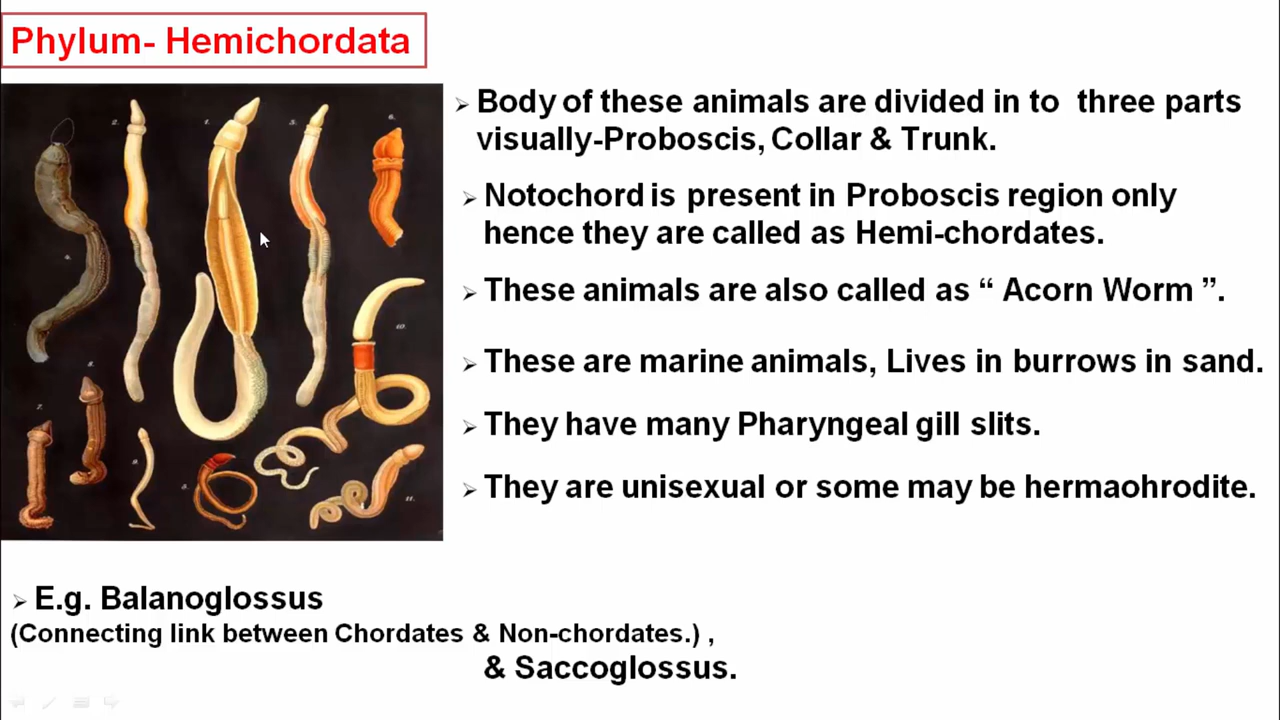 Phylum- Hemichordata
➢ Body of these animals are divided in to three parts
visually-Proboscis, Collar & Trunk.
➢ Notochord is present in Proboscis region only
hence they are called as Hemi-chordates.
➢ These animals are also called as “ Acorn Worm ”.
➢ These are marine animals, Lives in burrows in sand.
➢ They have many Pharyngeal gill slits.
➢ They are unisexual or some may be hermaohrodite.
➢ E.g. Balanoglossus
(Connecting link between Chordates & Non-chordates.) ,
& Saccoglossus.